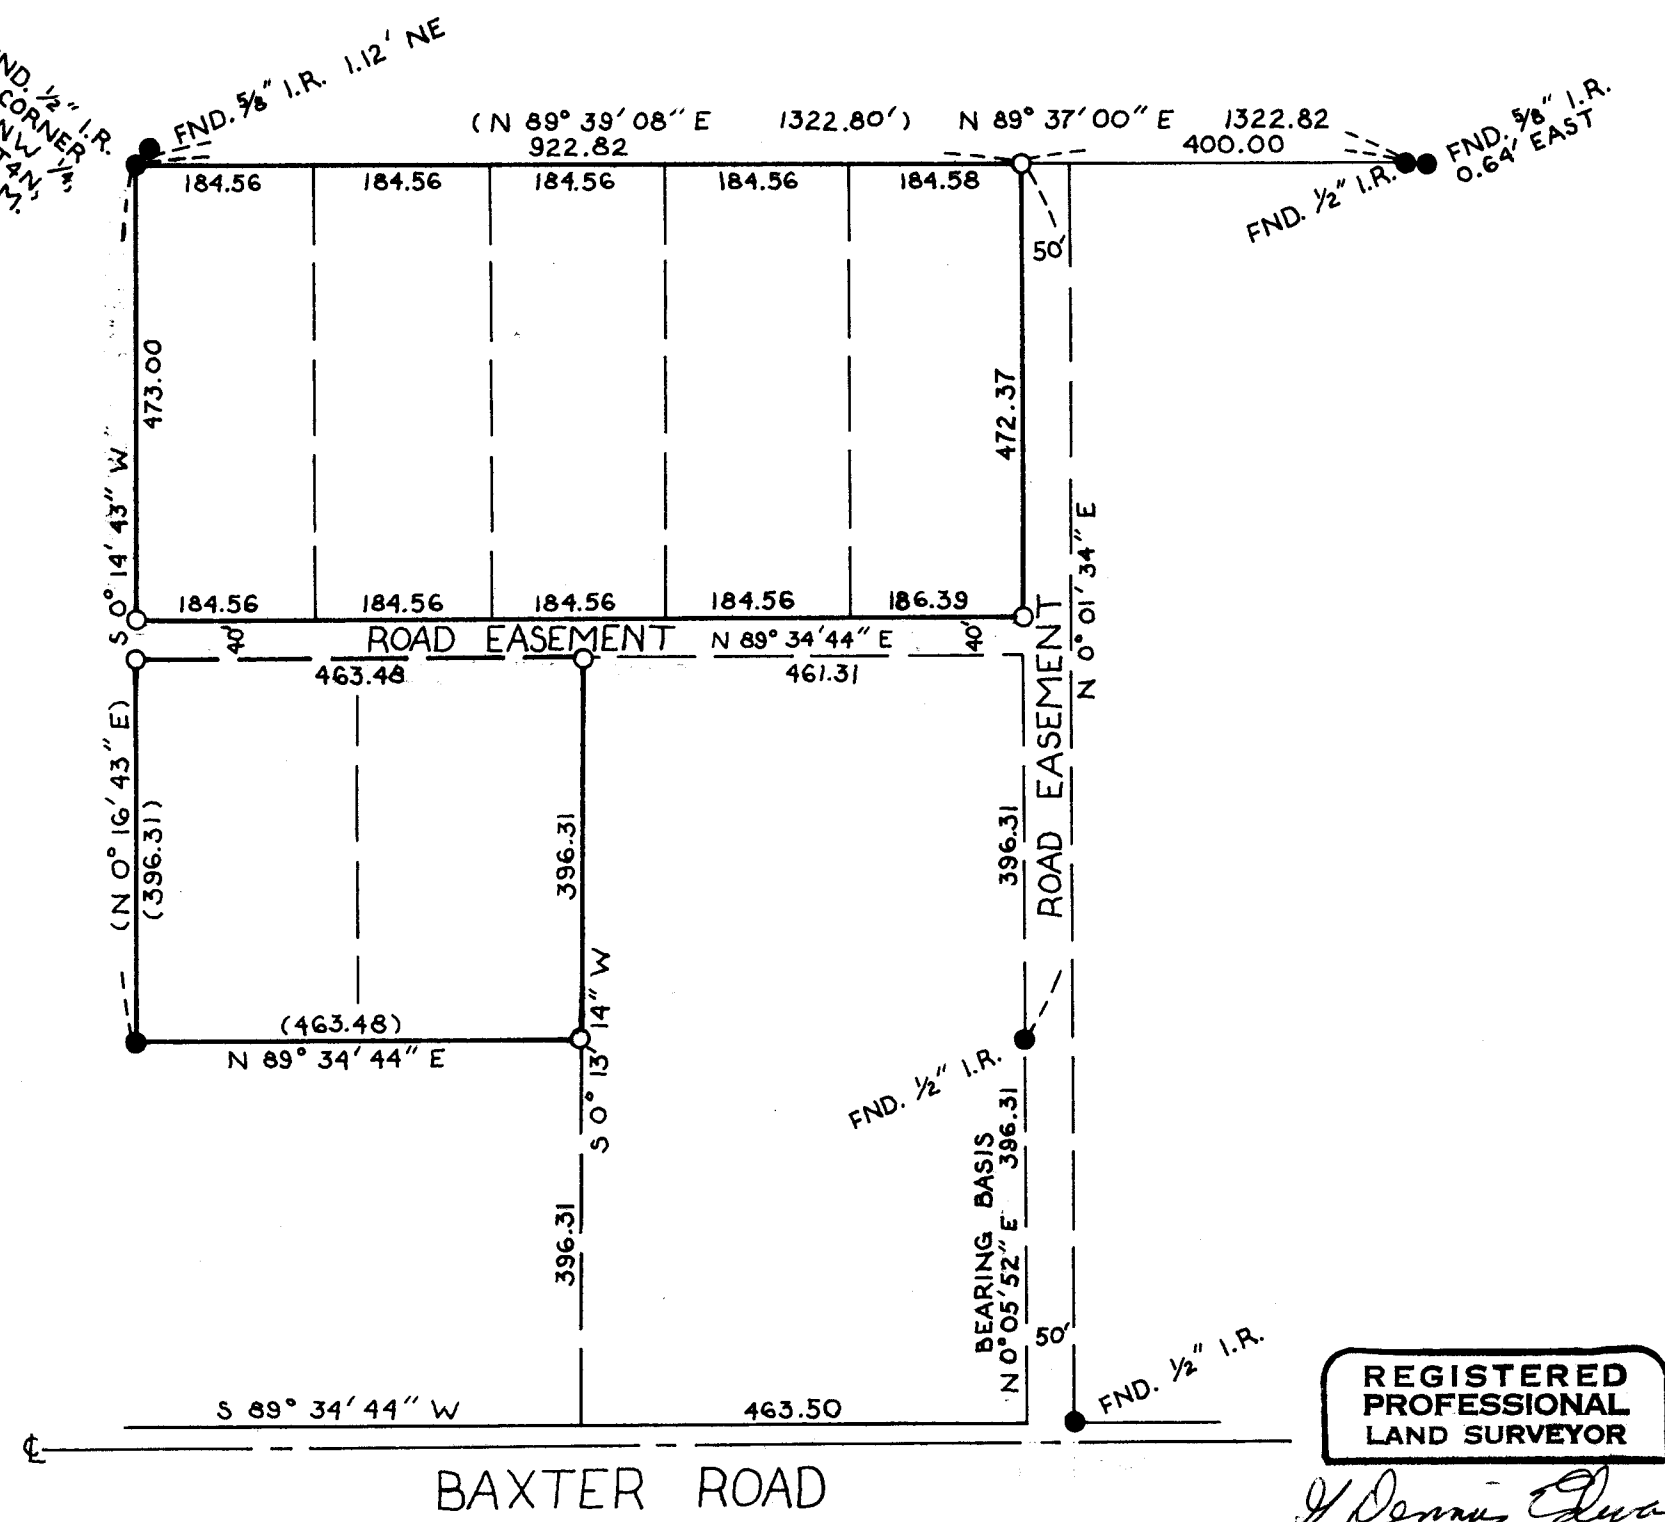 FND. 5/8" I.R. 1.12' NE
ND. 1/2" I.R.
CORNER
NW 1/4,
T4N,
M.
(N 89° 39' 08" E 1322.80') N 89° 37' 00" E 1322.82
922.82
400.00
FND. 5/8" I.R.
0.64' EAST
FND. 1/2" I.R.
184.56
184.56
184.56
184.56
184.58
50'
473.00
472.37
S 0° 14' 43" W
N 0° 01' 34" E
184.56
184.56
184.56
184.56
186.39
40'
ROAD EASEMENT
N 89° 34' 44" E
40'
463.48
461.31
(N 0° 16' 43" E)
(396.31)
396.31
396.31
ROAD EASEMENT
S 0° 13' 14" W
(463.48)
N 89° 34' 44" E
FND. 1/2" I.R.
396.31
BEARING BASIS
N 0° 05' 52" E 396.31
50'
FND. 1/2" I.R.
S 89° 34' 44" W
463.50
℄
BAXTER ROAD
REGISTERED
PROFESSIONAL
LAND SURVEYOR
Dennis